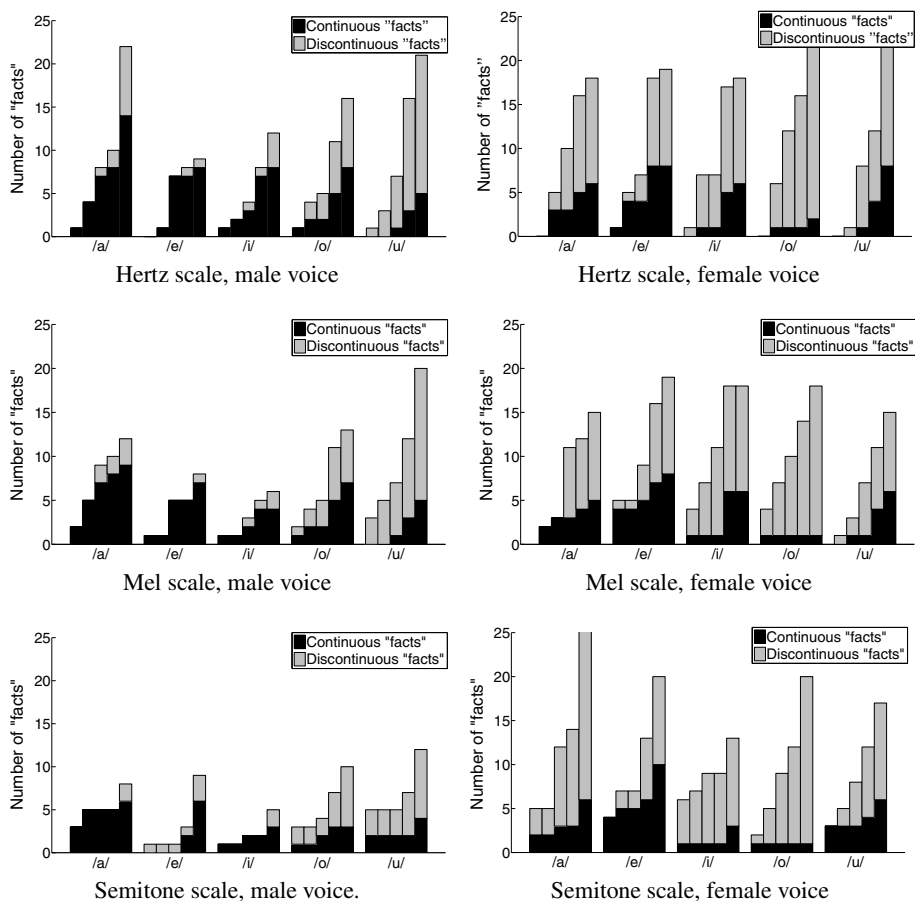 Continuous ”facts”
Discontinuous ”facts”
Number of "facts"
25
20
15
10
5
0
/a/ /e/ /i/ /o/ /u/
Hertz scale, male voice
Continuous "facts"
Discontinuous "facts"
Number of ”facts”
25
20
15
10
5
0
/a/ /e/ /i/ /o/ /u/
Hertz scale, female voice
Continuous "facts"
Discontinuous "facts"
Number of "facts"
25
20
15
10
5
0
/a/ /e/ /i/ /o/ /u/
Mel scale, male voice
Continuous "facts"
Discontinuous "facts"
Number of "facts"
25
20
15
10
5
0
/a/ /e/ /i/ /o/ /u/
Mel scale, female voice
Continuous "facts"
Discontinuous "facts"
Number of "facts"
25
20
15
10
5
0
/a/ /e/ /i/ /o/ /u/
Semitone scale, male voice.
Continuous "facts"
Discontinuous "facts"
Number of "facts"
25
20
15
10
5
0
/a/ /e/ /i/ /o/ /u/
Semitone scale, female voice